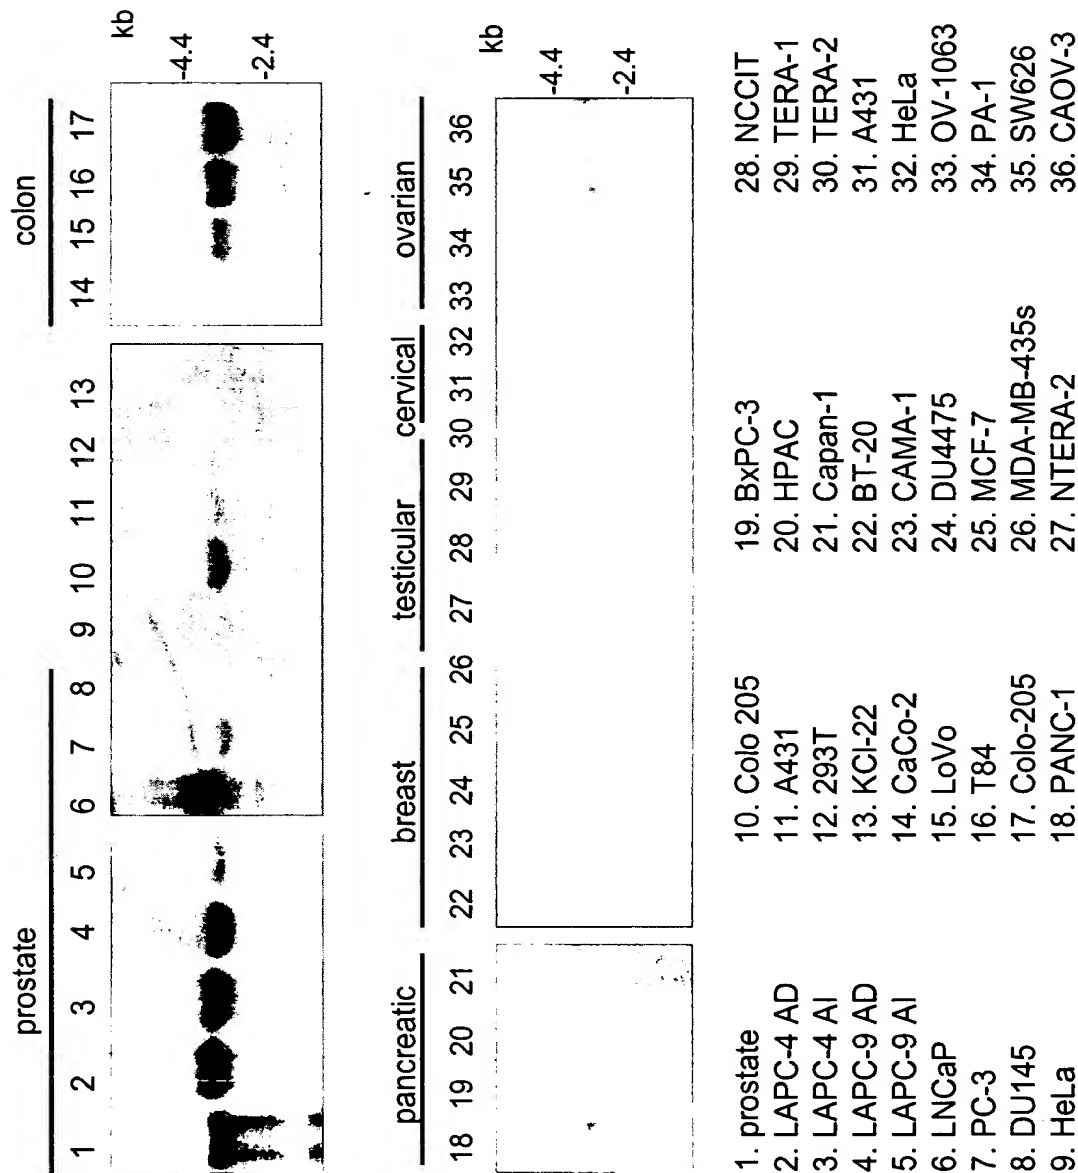 prostate
colon
1 2 3 4 5 6 7 8 9 10 11 12 13 14 15 16 17
kb
-4.4
-2.4
pancreatic
breast
testicular
cervical
ovarian
18 19 20 21 22 23 24 25 26 27 28 29 30 31 32 33 34 35 36
kb
-4.4
-2.4
1. prostate
2. LAPC-4 AD
3. LAPC-4 AI
4. LAPC-9 AD
5. LAPC-9 AI
6. LNCaP
7. PC-3
8. DU145
9. HeLa
10. Colo 205
11. A431
12. 293T
13. KCl-22
14. CaCo-2
15. LoVo
16. T84
17. Colo-205
18. PANC-1
19. BxPC-3
20. HPAC
21. Capan-1
22. BT-20
23. CAMA-1
24. DU4475
25. MCF-7
26. MDA-MB-435s
27. NTERA-2
28. NCCIT
29. TERA-1
30. TERA-2
31. A431
32. HeLa
33. OV-1063
34. PA-1
35. SW626
36. CAOV-3